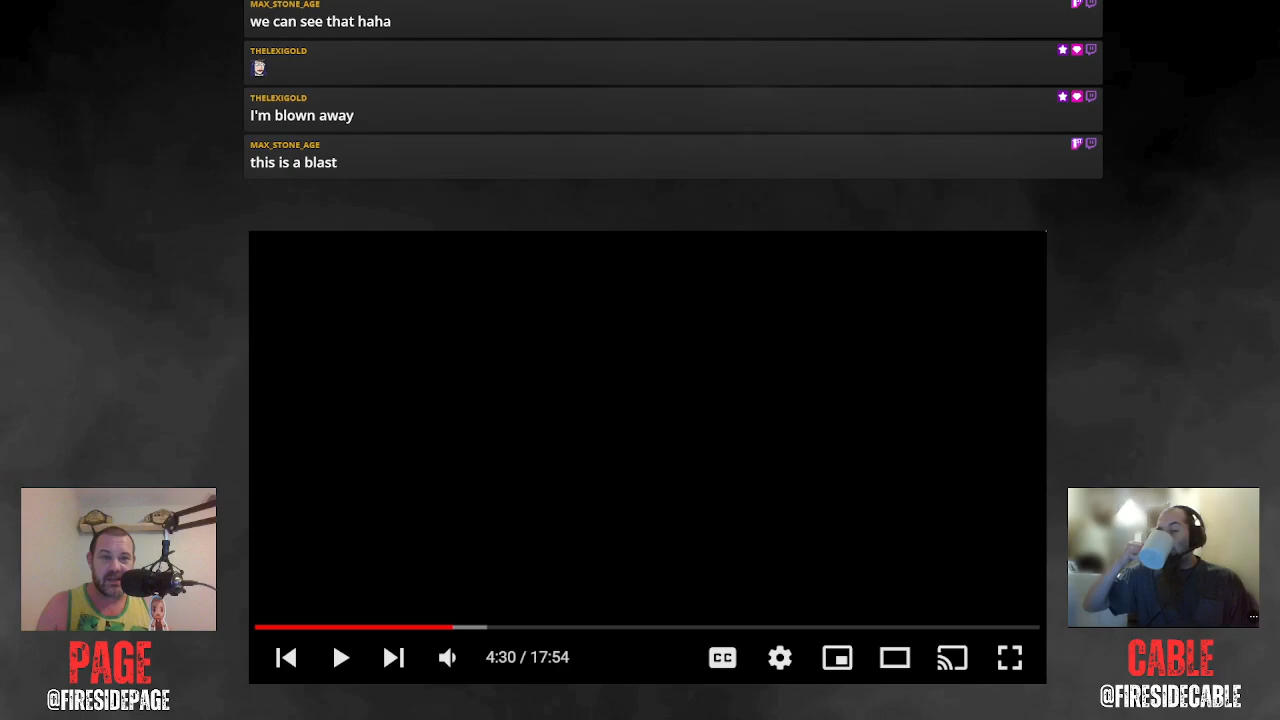 MAX_STONE_AGE
we can see that haha
THELEXIGOLD
THELEXIGOLD
I'm blown away
MAX_STONE_AGE
this is a blast
4:30 / 17:54
CC
PAGE
@FIRESIDEPAGE
CABLE
@FIRESIDECABLE